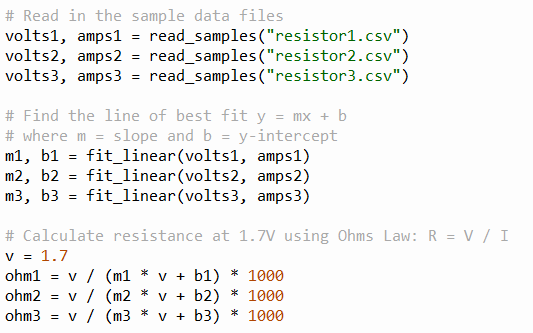 # Read in the sample data files
volts1, amps1 = read_samples("resistor1.csv")
volts2, amps2 = read_samples("resistor2.csv")
volts3, amps3 = read_samples("resistor3.csv")

# Find the line of best fit y = mx + b
# where m = slope and b = y-intercept
m1, b1 = fit_linear(volts1, amps1)
m2, b2 = fit_linear(volts2, amps2)
m3, b3 = fit_linear(volts3, amps3)

# Calculate resistance at 1.7V using Ohms Law: R = V / I
v = 1.7
ohm1 = v / (m1 * v + b1) * 1000
ohm2 = v / (m2 * v + b2) * 1000
ohm3 = v / (m3 * v + b3) * 1000